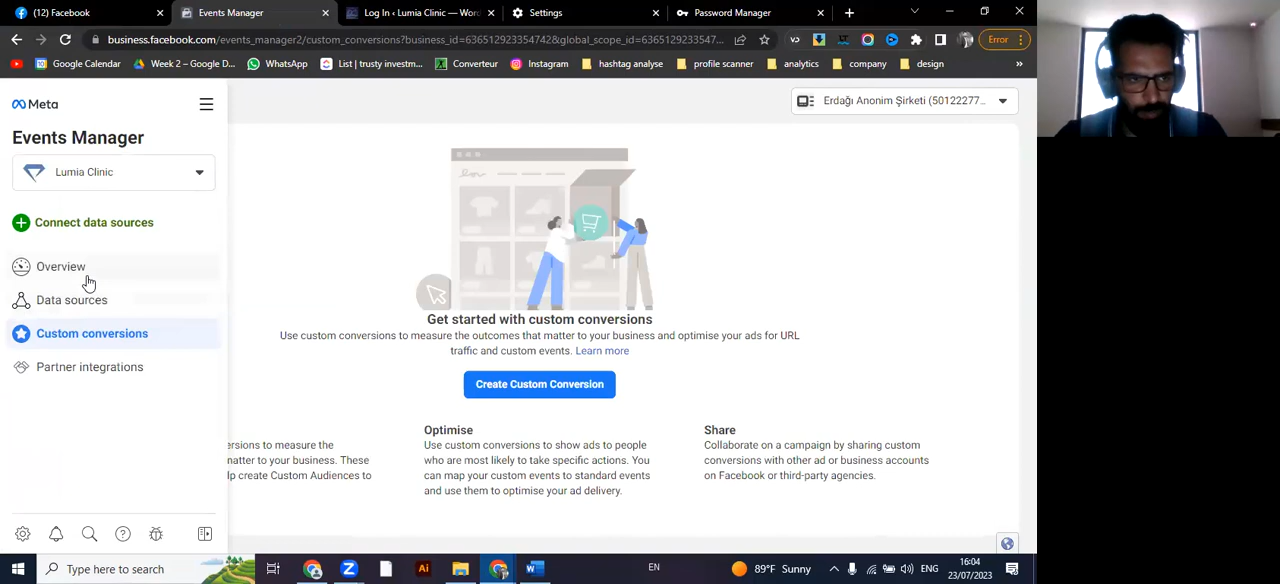 (12) Facebook
Events Manager
Log In ‹ Lumia Clinic — Wor
Settings
Password Manager
business.facebook.com/events_manager2/custom_conversions?business_id=636512923354742&global_scope_id=6365129233547...
Error
Google Calendar
Week 2 – Google D...
WhatsApp
List | trusty investm...
Converteur
Instagram
hashtag analyse
profile scanner
analytics
company
design
»
Meta
Events Manager
Lumia Clinic
Connect data sources
Overview
Data sources
Custom conversions
Partner integrations
Erdağı Anonim Şirketi (50122277...
Get started with custom conversions
Use custom conversions to measure the outcomes that matter to your business and optimise your ads for URL
traffic and custom events. Learn more
Create Custom Conversion
ersions to measure the
matter to your business. These
lp create Custom Audiences to
Optimise
Use custom conversions to show ads to people
who are most likely to take specific actions. You
can map your custom events to standard events
and use them to optimise your ad delivery.
Share
Collaborate on a campaign by sharing custom
conversions with other ad or business accounts
on Facebook or third-party agencies.
Type here to search
EN
89°F Sunny
ENG
16:04
23/07/2023